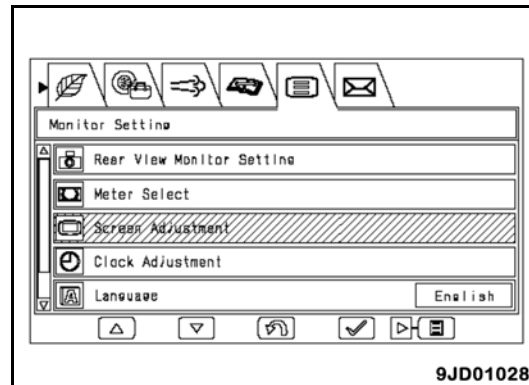 Monitor Setting
Rear View Monitor Setting
Meter Select
Screen Adjustment
Clock Adjustment
A
Language
English
9JD01028